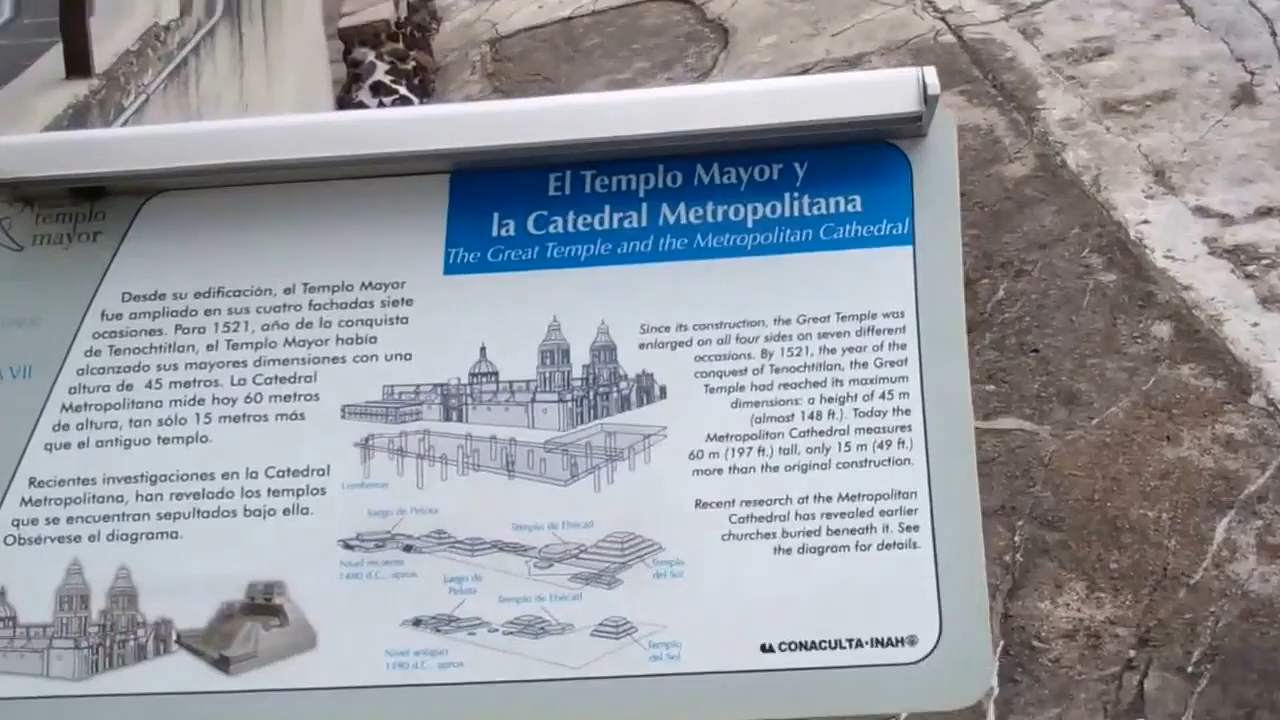 templo
mayor
VII
El Templo Mayor y
la Catedral Metropolitana
The Great Temple and the Metropolitan Cathedral
Desde su edificación, el Templo Mayor
fue ampliado en sus cuatro fachadas siete
ocasiones. Para 1521, año de la conquista
de Tenochtitlan, el Templo Mayor había
alcanzado sus mayores dimensiones con una
altura de 45 metros. La Catedral
Metropolitana mide hoy 60 metros
de altura, tan sólo 15 metros más
que el antiguo templo.
Recientes investigaciones en la Catedral
Metropolitana, han revelado los templos
que se encuentran sepultados bajo ella.
Obsérvese el diagrama.
Since its construction, the Great Temple was
enlarged on all four sides on seven different
occasions. By 1521, the year of the
conquest of Tenochtitlan, the Great
Temple had reached its maximum
dimensions: a height of 45 m
(almost 148 ft.). Today the
Metropolitan Cathedral measures
60 m (197 ft.) tall, only 15 m (49 ft.)
more than the original construction.
Recent research at the Metropolitan
Cathedral has revealed earlier
churches buried beneath it. See
the diagram for details.
Lumbreras
Juego de Pelota
Templo de Ehécatl
Templo
del Sol
Nivel reciente
1480 d.C., aprox.
Juego de
Pelota
Templo de Ehécatl
Templo
del Sol
Nivel antiguo
1190 d.C., aprox.
CONACULTA·INAH